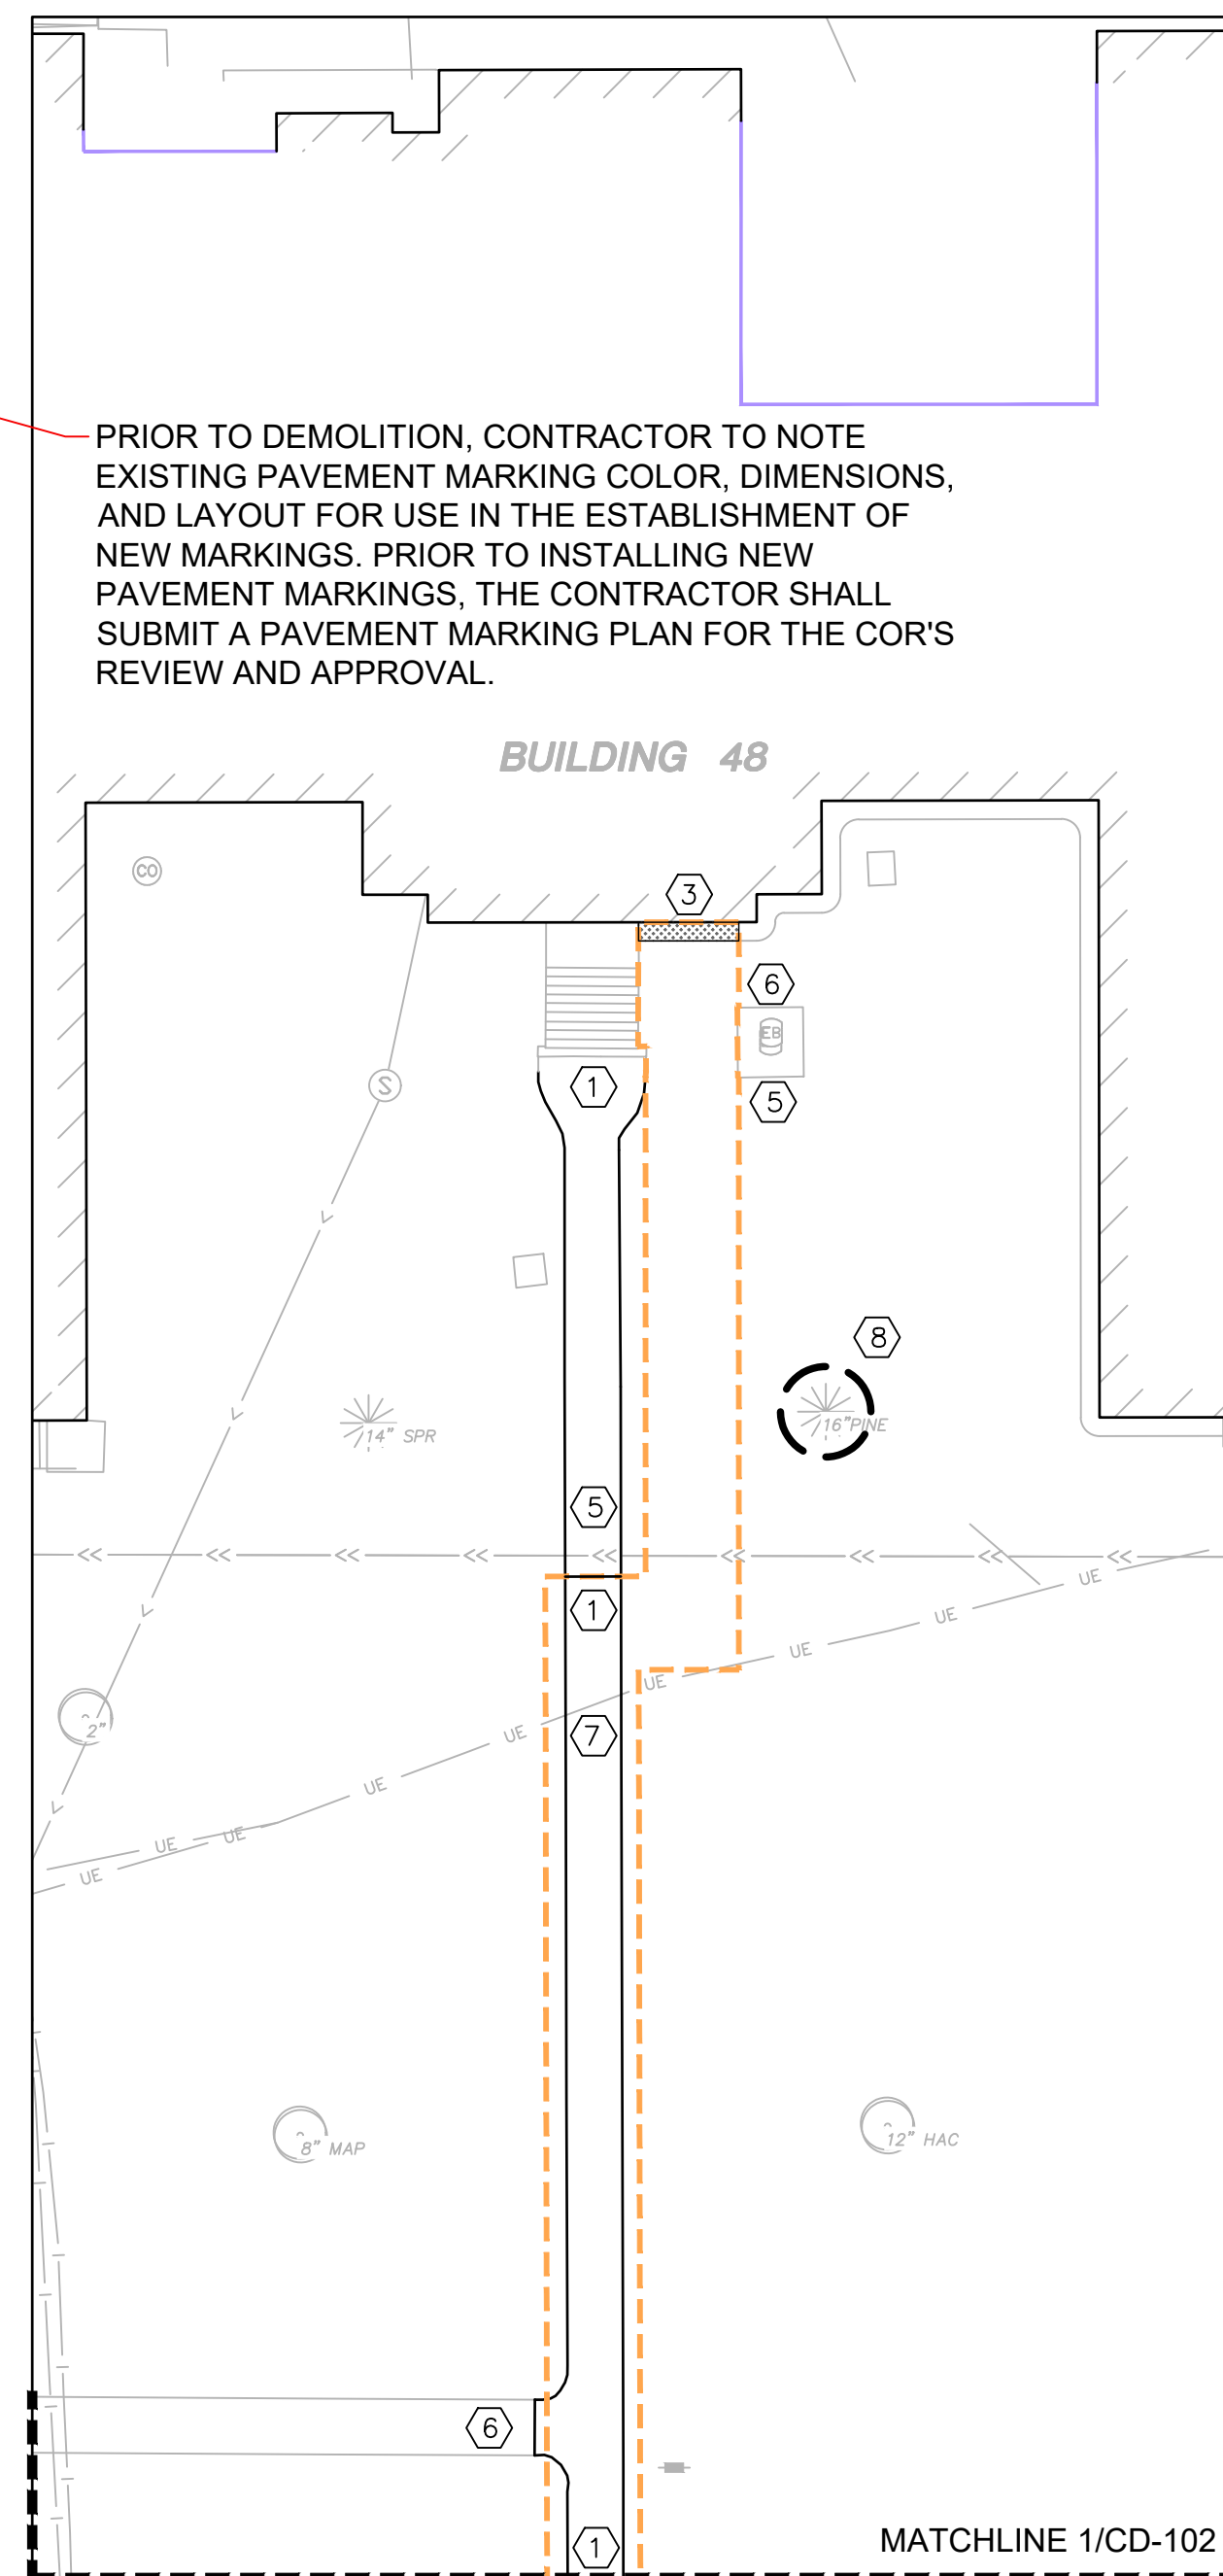 PRIOR TO DEMOLITION, CONTRACTOR TO NOTE
EXISTING PAVEMENT MARKING COLOR, DIMENSIONS,
AND LAYOUT FOR USE IN THE ESTABLISHMENT OF
NEW MARKINGS. PRIOR TO INSTALLING NEW
PAVEMENT MARKINGS, THE CONTRACTOR SHALL
SUBMIT A PAVEMENT MARKING PLAN FOR THE COR'S
REVIEW AND APPROVAL.
BUILDING 48
CO
3
6
EB
S
1
5
8
14" SPR
16"PINE
5
<< << << << << << << << <<
UE
1
UE
UE
UE
7
2"
UE
UE
UE
UE
UE
8" MAP
12" HAC
6
1
MATCHLINE 1/CD-102